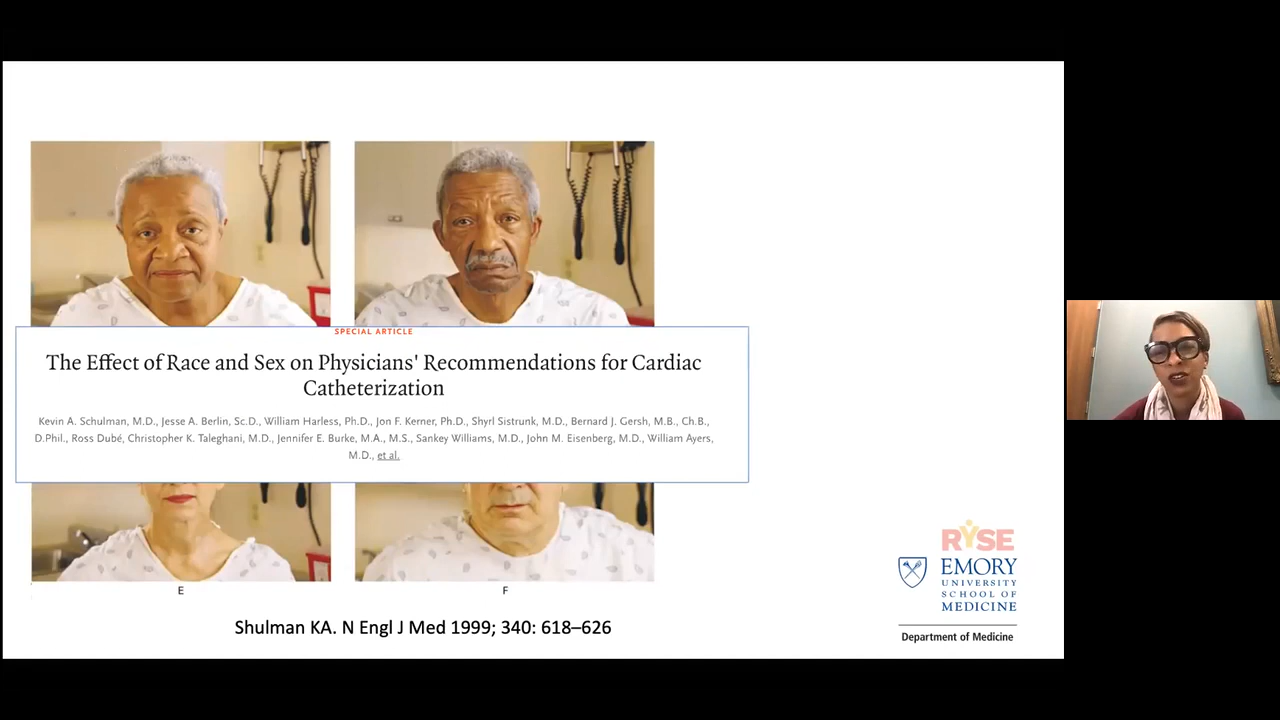 SPECIAL ARTICLE
The Effect of Race and Sex on Physicians' Recommendations for Cardiac
Catheterization
Kevin A. Schulman, M.D., Jesse A. Berlin, Sc.D., William Harless, Ph.D., Jon F. Kerner, Ph.D., Shyrl Sistrunk, M.D., Bernard J. Gersh, M.B., Ch.B.,
D.Phil., Ross Dubé, Christopher K. Taleghani, M.D., Jennifer E. Burke, M.A., M.S., Sankey Williams, M.D., John M. Eisenberg, M.D., William Ayers,
M.D., et al.
E
F
Shulman KA. N Engl J Med 1999; 340: 618–626
RYSE
EMORY
UNIVERSITY
SCHOOL OF
MEDICINE
Department of Medicine